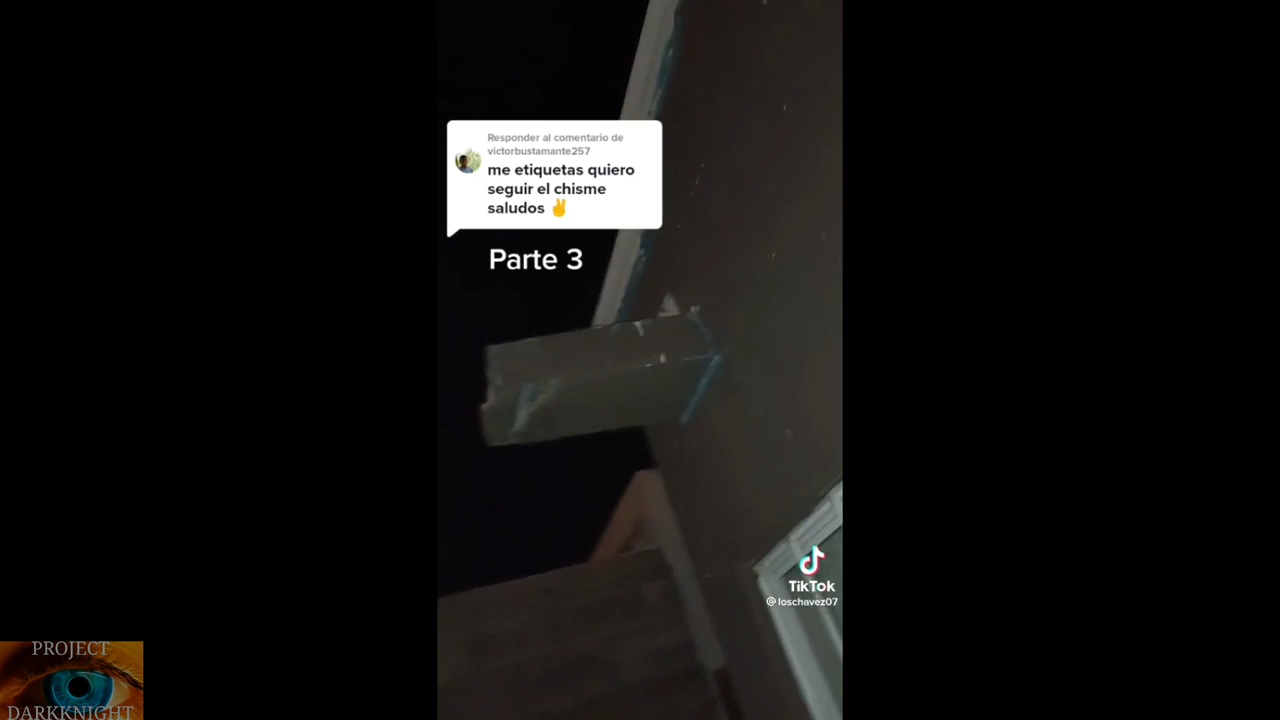 Responder al comentario de
victorbustamante257
me etiquetas quiero
seguir el chisme
saludos ✌
Parte 3
TikTok
@loschavez07
PROJECT
DARKKNIGHT